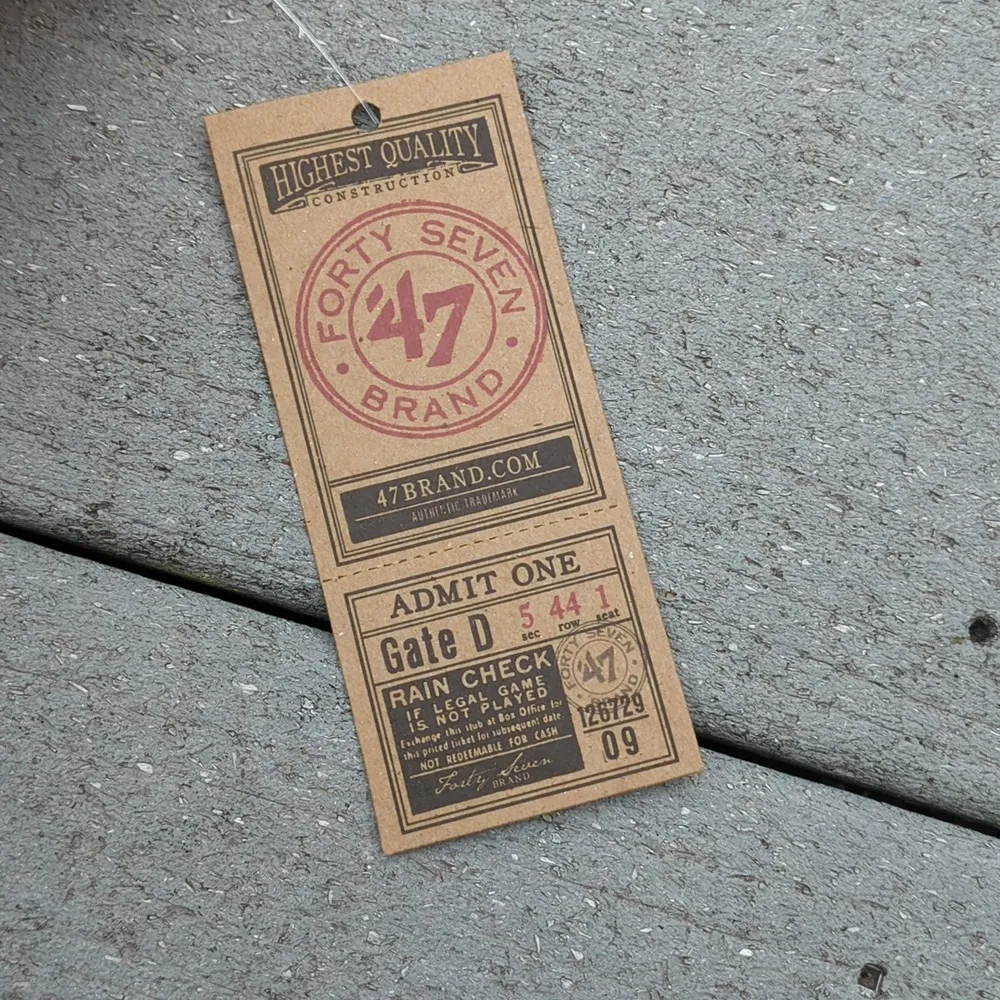 HIGHEST QUALITY
CONSTRUCTION
FORTY SEVEN
'47
BRAND
47BRAND.COM
AUTHENTIC TRADEMARK
ADMIT ONE
Gate D
5 44 1
sec row seat
RAIN CHECK
IF LEGAL GAME
IS NOT PLAYED
Exchange this stub at Box Office for
this priced ticket for subsequent date.
NOT REDEEMABLE FOR CASH
Forty Seven
BRAND
FORTY SEVEN
'47
BRAND
126729
09